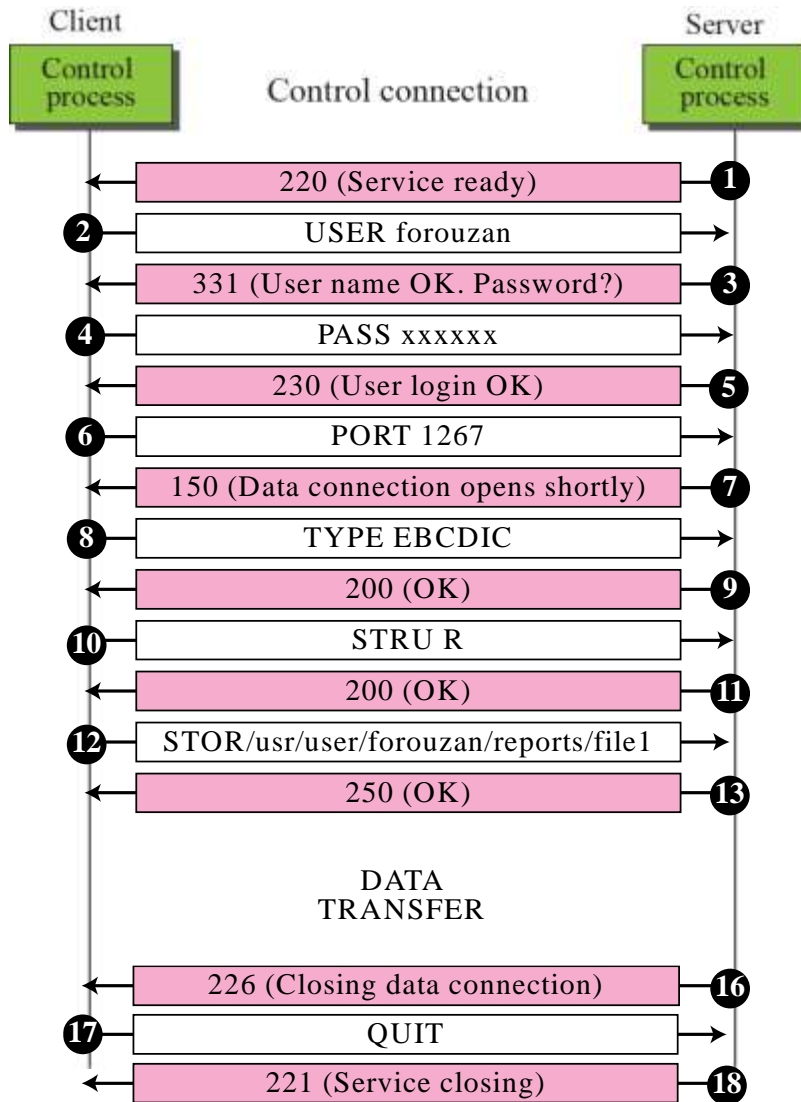 Client
Server
Control
process
Control connection
Control
process
220 (Service ready)
1
2
USER forouzan
331 (User name OK. Password?)
3
4
PASS xxxxxx
230 (User login OK)
5
6
PORT 1267
150 (Data connection opens shortly)
7
8
TYPE EBCDIC
200 (OK)
9
10
STRU R
200 (OK)
11
12
STOR/usr/user/forouzan/reports/file1
250 (OK)
13
DATA
TRANSFER
226 (Closing data connection)
16
17
QUIT
221 (Service closing)
18